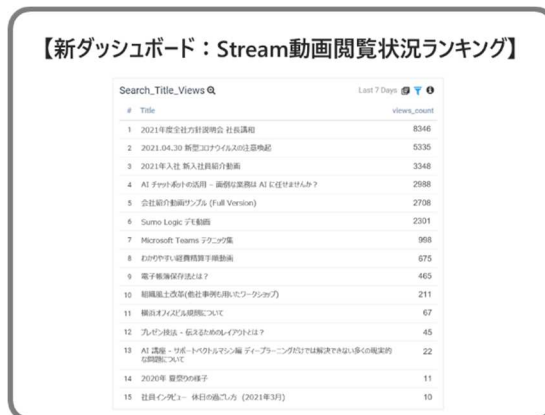 【新ダッシュボード：Stream動画閲覧状況ランキング】
Search_Title_Views Last 7 Days
# Title views_count
1 2021年度全社方針説明会 社長講和 8346
2 2021.04.30 新型コロナウイルスの注意喚起 5335
3 2021年入社 新入社員紹介動画 3348
4 AI チャットボットの活用 - 面倒な業務は AI に任せませんか？ 2988
5 会社紹介動画サンプル (Full Version) 2708
6 Sumo Logic デモ動画 2301
7 Microsoft Teams テクニック集 998
8 わかりやすい経費精算手順動画 675
9 電子帳簿保存法とは？ 465
10 組織風土改革(他社事例も用いたワークショップ) 211
11 横浜オフィスビル規則について 67
12 プレゼン技法 - 伝えるためのレイアウトとは？ 45
13 AI 講座 - サポートベクトルマシン編 ディープラーニングだけでは解決できない多くの現実的 22
な問題について
14 2020年 夏祭りの様子 11
15 社員インタビュー 休日の過ごし方 (2021年3月) 10